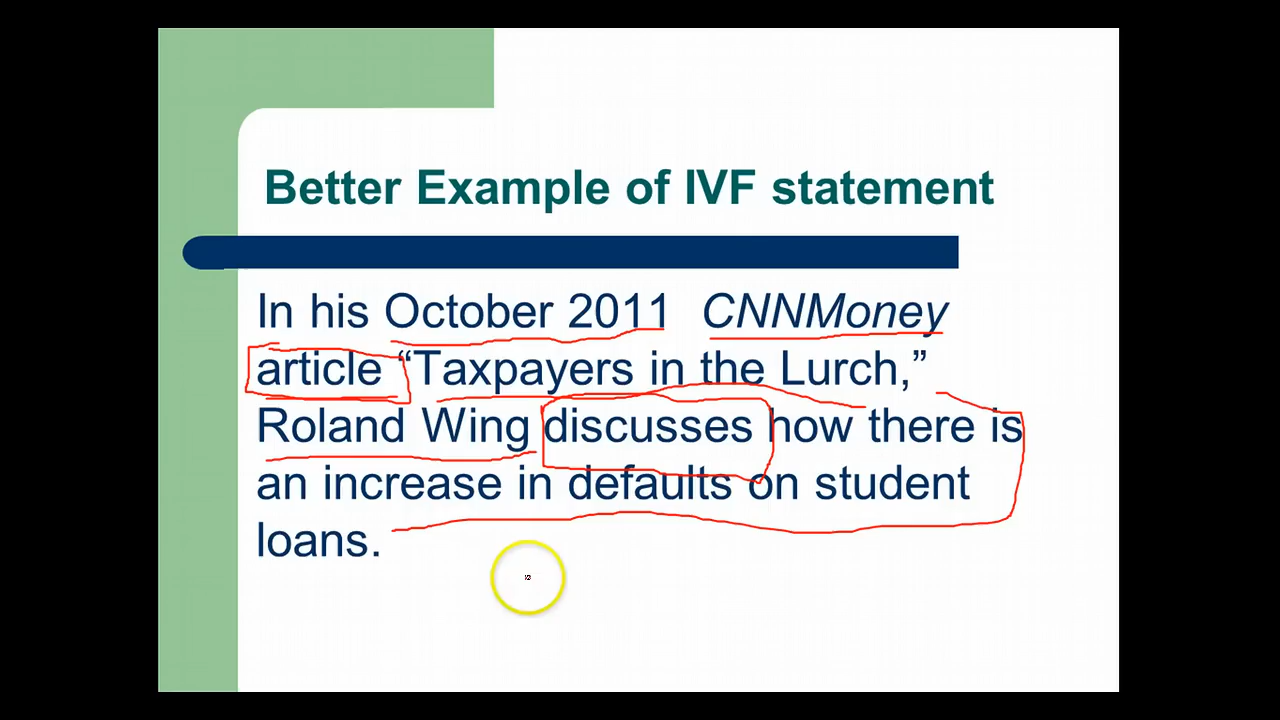 Better Example of IVF statement
In his October 2011 CNNMoney
article “Taxpayers in the Lurch,”
Roland Wing discusses how there is
an increase in defaults on student
loans.